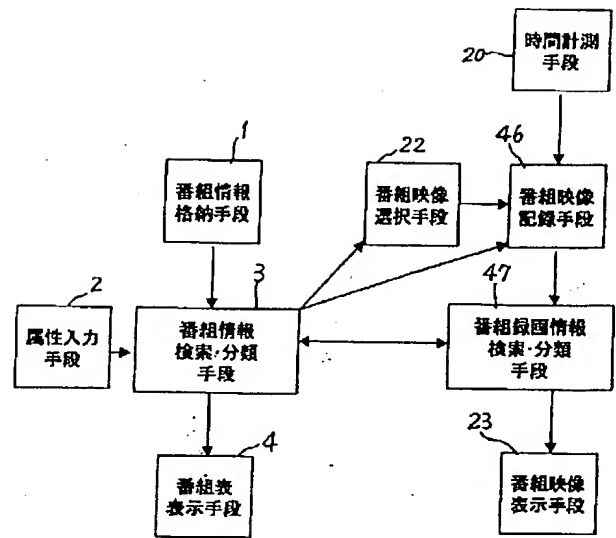 20
時間計測
手段
1
番組情報
格納手段
22
番組映像
選択手段
46
番組映像
記録手段
2
属性入力
手段
3
番組情報
検索・分類
手段
47
番組録画情報
検索・分類
手段
4
番組表
表示手段
23
番組映像
表示手段